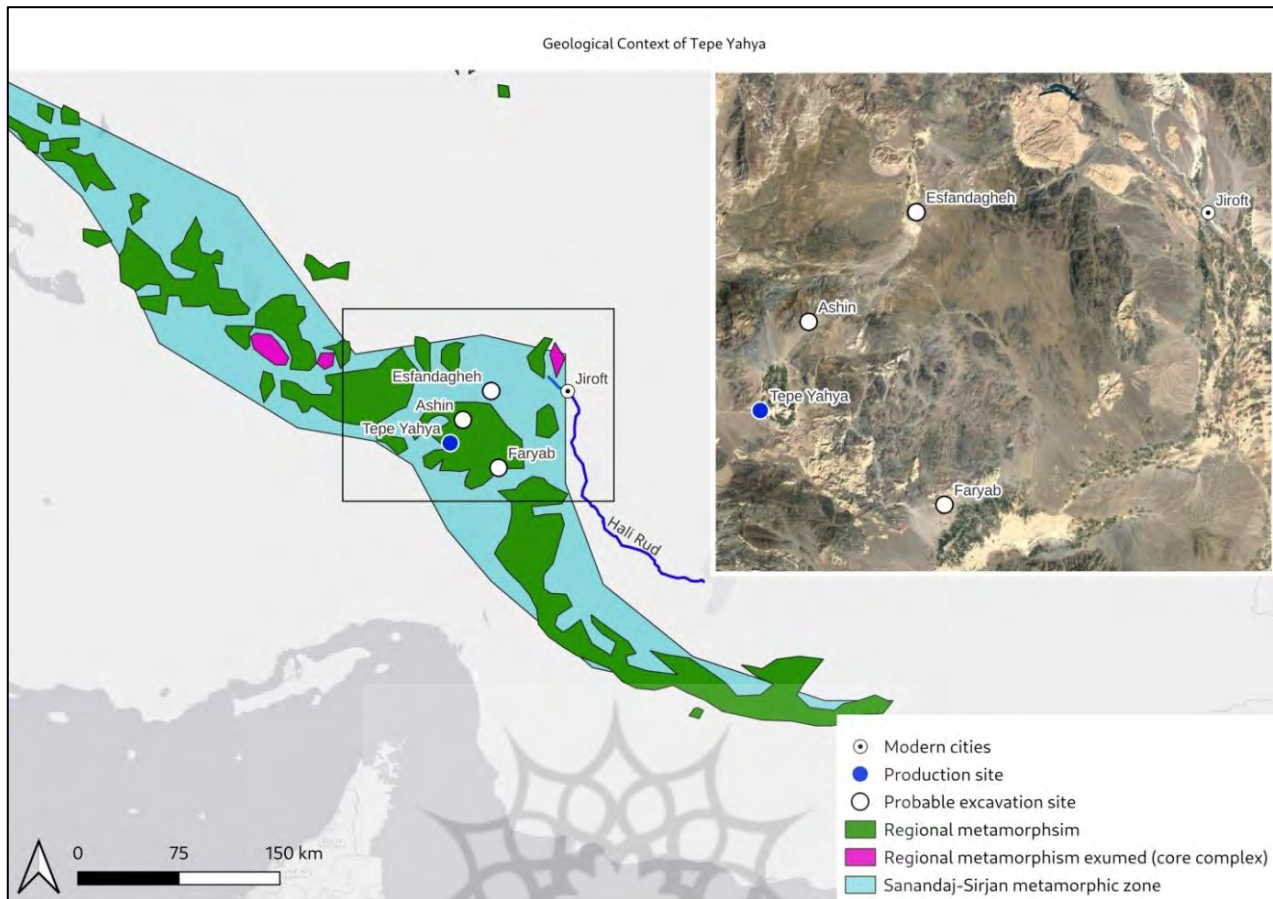 Geological Context of Tepe Yahya
Esfandagheh
Jiroft
Ashin
Tepe Yahya
Faryab
Esfandagheh
Jiroft
Ashin
Tepe Yahya
Faryab
Hali Rud
Modern cities
Production site
Probable excavation site
Regional metamorphsim
Regional metamorphism exumed (core complex)
Sanandaj-Sirjan metamorphic zone
0 75 150 km